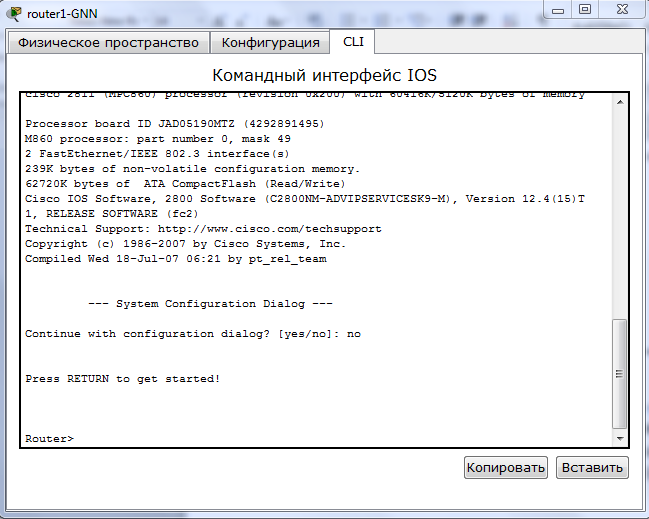 router1-GNN
Физическое пространство Конфигурация CLI
Командный интерфейс IOS
cisco 2811 (MPC860) processor (revision 0x200) with 60416K/5120K bytes of memory
Processor board ID JAD05190MTZ (4292891495)
M860 processor: part number 0, mask 49
2 FastEthernet/IEEE 802.3 interface(s)
239K bytes of non-volatile configuration memory.
62720K bytes of ATA CompactFlash (Read/Write)
Cisco IOS Software, 2800 Software (C2800NM-ADVIPSERVICESK9-M), Version 12.4(15)T
1, RELEASE SOFTWARE (fc2)
Technical Support: http://www.cisco.com/techsupport
Copyright (c) 1986-2007 by Cisco Systems, Inc.
Compiled Wed 18-Jul-07 06:21 by pt_rel_team
--- System Configuration Dialog ---
Continue with configuration dialog? [yes/no]: no
Press RETURN to get started!
Router>
Копировать Вставить